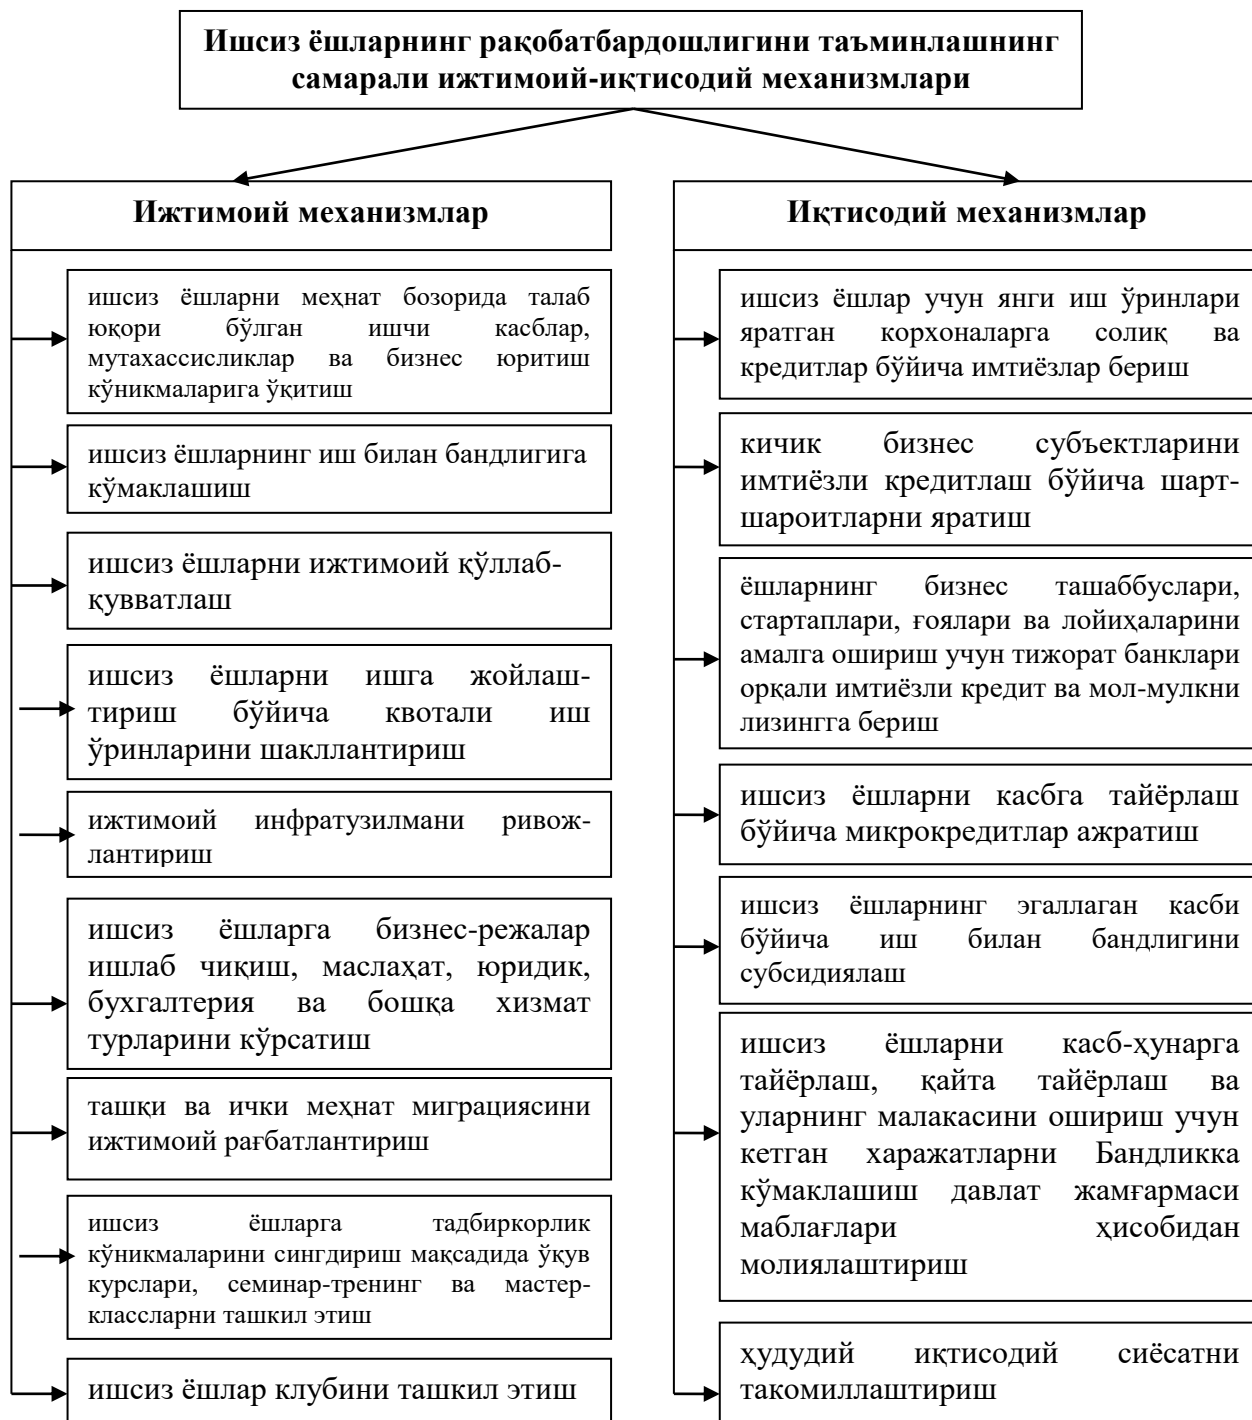 Ишсиз ёшларнинг рақобатбардошлигини таъминлашнинг
самарали ижтимоий-иқтисодий механизмлари
Ижтимоий механизмлар
ишсиз ёшларни меҳнат бозорида талаб
юқори бўлган ишчи касблар,
мутахассисликлар ва бизнес юритиш
кўникмаларига ўқитиш
ишсиз ёшларнинг иш билан бандлигига
кўмаклашиш
ишсиз ёшларни ижтимоий қўллаб-
қувватлаш
ишсиз ёшларни ишга жойлаш-
тириш бўйича квотали иш
ўринларини шакллантириш
ижтимоий инфратузилмани ривож-
лантириш
ишсиз ёшларга бизнес-режалар
ишлаб чиқиш, маслаҳат, юридик,
бухгалтерия ва бошқа хизмат
турларини кўрсатиш
ташқи ва ички меҳнат миграциясини
ижтимоий рағбатлантириш
ишсиз ёшларга тадбиркорлик
кўникмаларини сингдириш мақсадида ўқув
курслари, семинар-тренинг ва мастер-
классларни ташкил этиш
ишсиз ёшлар клубини ташкил этиш
Иқтисодий механизмлар
ишсиз ёшлар учун янги иш ўринлари
яратган корхоналарга солиқ ва
кредитлар бўйича имтиёзлар бериш
кичик бизнес субъектларини
имтиёзли кредитлаш бўйича шарт-
шароитларни яратиш
ёшларнинг бизнес ташаббуслари,
стартаплари, ғоялари ва лойиҳаларини
амалга ошириш учун тижорат банклари
орқали имтиёзли кредит ва мол-мулкни
лизингга бериш
ишсиз ёшларни касбга тайёрлаш
бўйича микрокредитлар ажратиш
ишсиз ёшларнинг эгаллаган касби
бўйича иш билан бандлигини
субсидиялаш
ишсиз ёшларни касб-ҳунарга
тайёрлаш, қайта тайёрлаш ва
уларнинг малакасини ошириш учун
кетган харажатларни Бандликка
кўмаклашиш давлат жамғармаси
маблағлари ҳисобидан
молиялаштириш
ҳудудий иқтисодий сиёсатни
такомиллаштириш